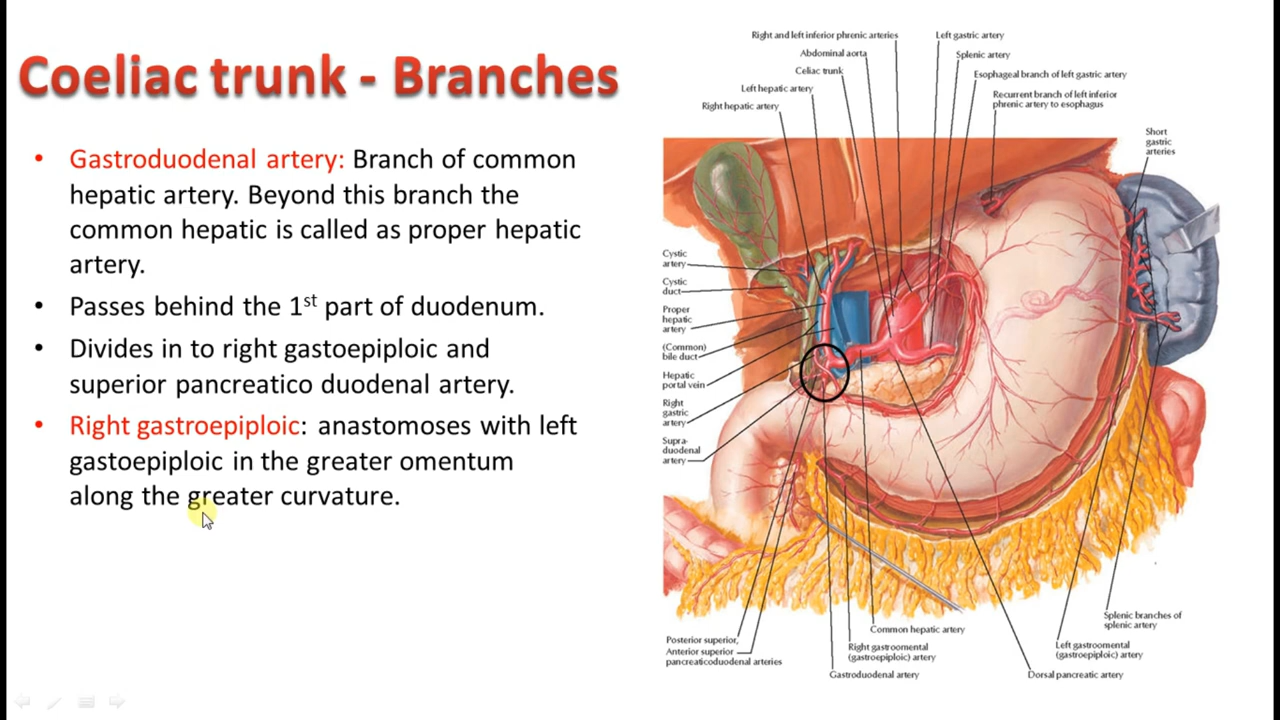 Coeliac trunk - Branches
• Gastroduodenal artery: Branch of common
hepatic artery. Beyond this branch the
common hepatic is called as proper hepatic
artery.
• Passes behind the 1st part of duodenum.
• Divides in to right gastoepiploic and
superior pancreatico duodenal artery.
• Right gastroepiploic: anastomoses with left
gastoepiploic in the greater omentum
along the greater curvature.
Right and left inferior phrenic arteries
Abdominal aorta
Celiac trunk
Left hepatic artery
Right hepatic artery
Left gastric artery
Splenic artery
Esophageal branch of left gastric artery
Recurrent branch of left inferior
phrenic artery to esophagus
Short
gastric
arteries
Cystic
artery
Cystic
duct
Proper
hepatic
artery
(Common)
bile duct
Hepatic
portal vein
Right
gastric
artery
Supra-
duodenal
artery
Posterior superior,
Anterior superior
pancreaticoduodenal arteries
Common hepatic artery
Right gastroomental
(gastroepiploic) artery
Gastroduodenal artery
Splenic branches of
splenic artery
Left gastroomental
(gastroepiploic) artery
Dorsal pancreatic artery